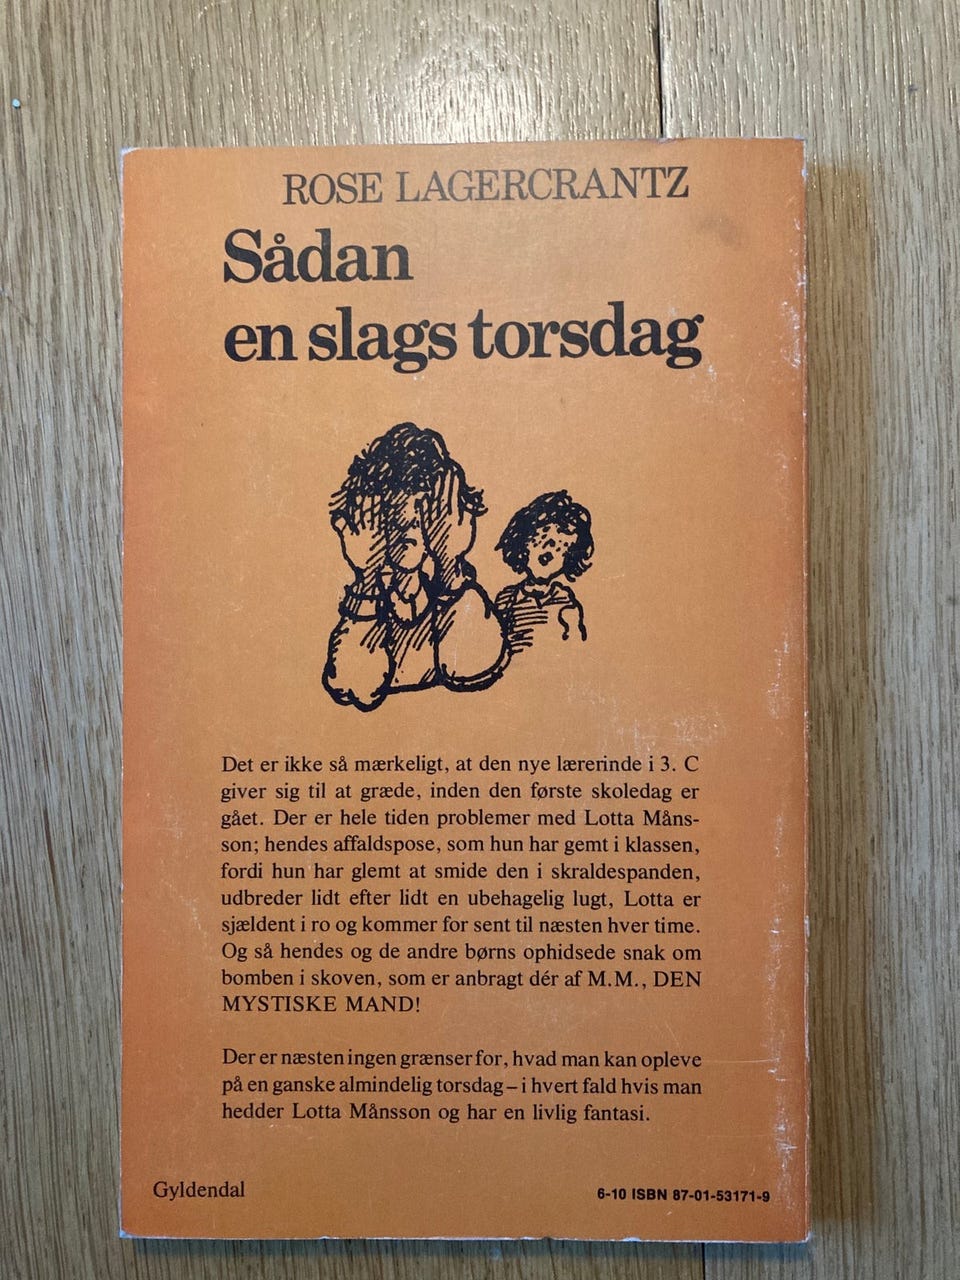 ROSE LAGERCRANTZ
Sådan
en slags torsdag
Det er ikke så mærkeligt, at den nye lærerinde i 3. C
giver sig til at græde, inden den første skoledag er
gået. Der er hele tiden problemer med Lotta Måns-
son; hendes affaldspose, som hun har gemt i klassen,
fordi hun har glemt at smide den i skraldespanden,
udbreder lidt efter lidt en ubehagelig lugt, Lotta er
sjældent i ro og kommer for sent til næsten hver time.
Og så hendes og de andre børns ophidsede snak om
bomben i skoven, som er anbragt dér af M.M., DEN
MYSTISKE MAND!
Der er næsten ingen grænser for, hvad man kan opleve
på en ganske almindelig torsdag – i hvert fald hvis man
hedder Lotta Månsson og har en livlig fantasi.
Gyldendal
6-10 ISBN 87-01-53171-9